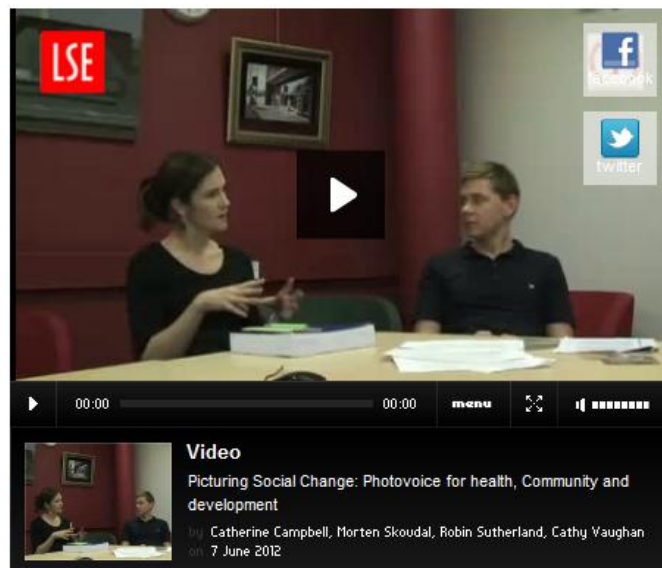 LSE
facebook
twitter
00:00
00:00
menu
Video
Picturing Social Change: Photovoice for health, Community and
development
by Catherine Campbell, Morten Skovdal, Robin Sutherland, Cathy Vaughan
on 7 June 2012